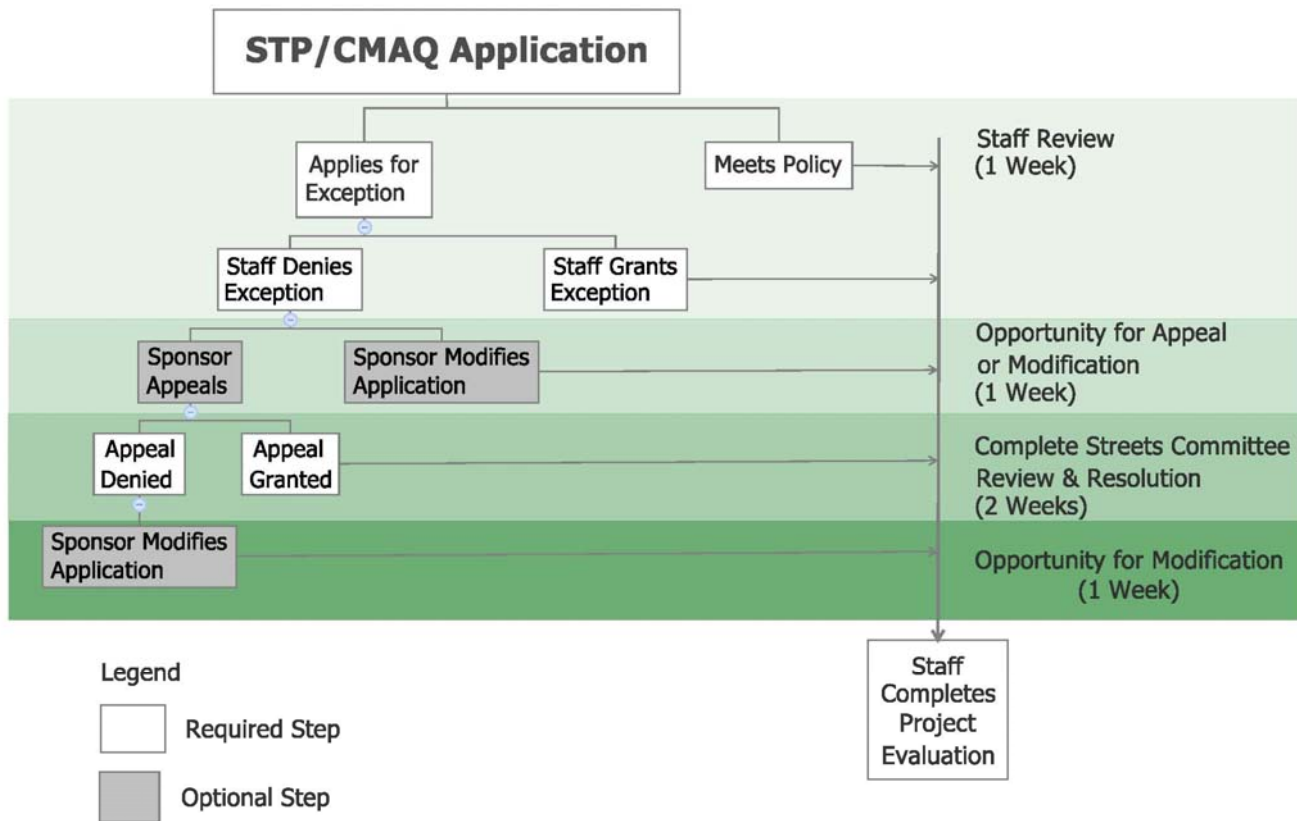 STP/CMAQ Application
Applies for
Exception
Meets Policy
Staff Review
(1 Week)
Staff Denies
Exception
Staff Grants
Exception
Sponsor
Appeals
Sponsor Modifies
Application
Opportunity for Appeal
or Modification
(1 Week)
Appeal
Denied
Appeal
Granted
Complete Streets Committee
Review & Resolution
(2 Weeks)
Sponsor Modifies
Application
Opportunity for Modification
(1 Week)
Staff
Completes
Project
Evaluation
Legend
Required Step
Optional Step